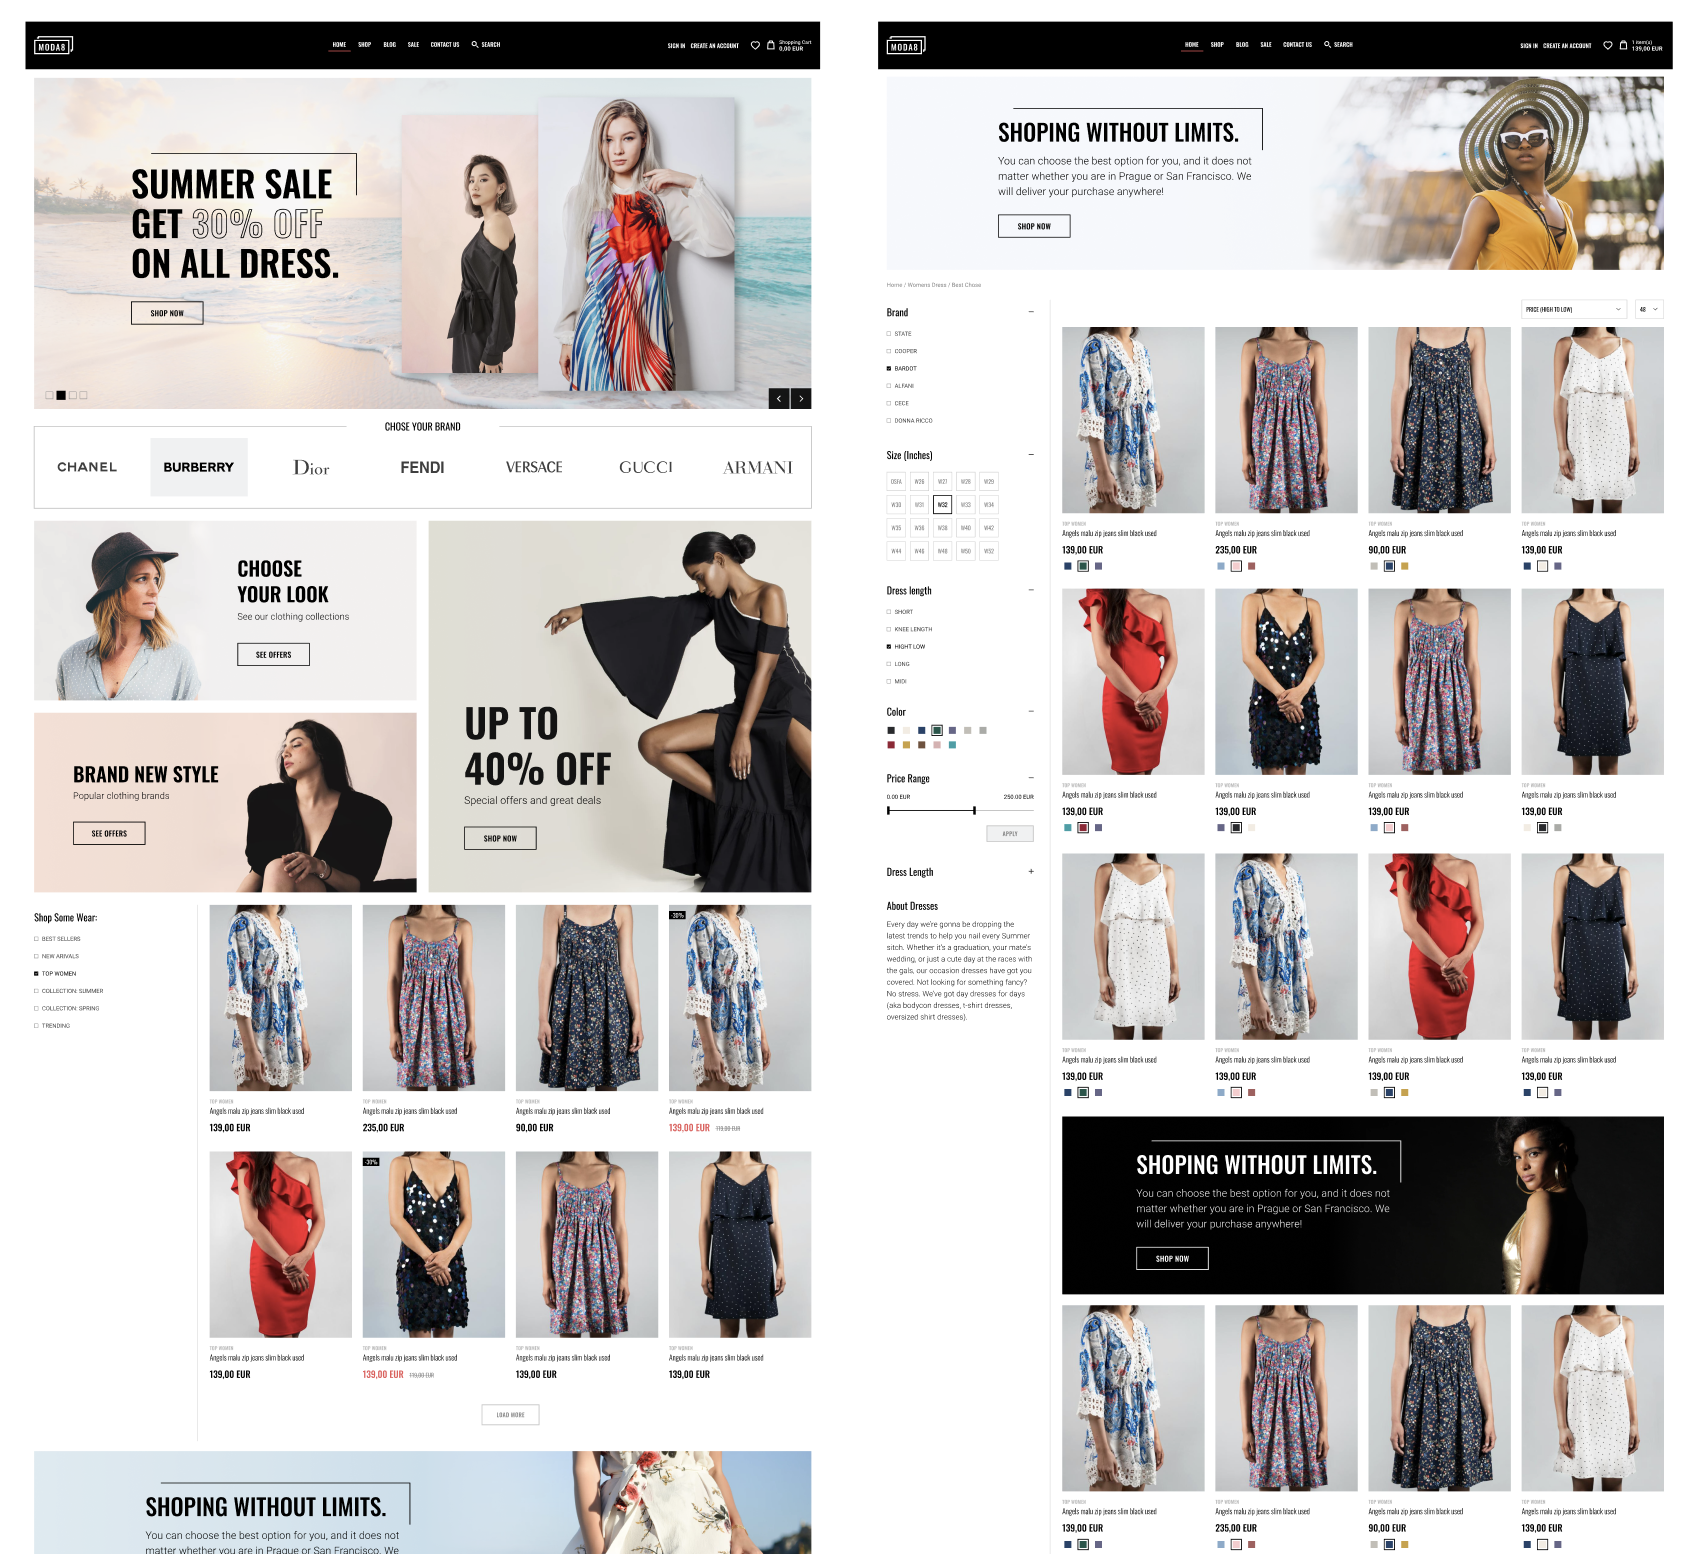 MODA8
HOME SHOP BLOG SALE CONTACT US SEARCH
SIGN IN CREATE AN ACCOUNT
Shopping Cart
0,00 EUR
SUMMER SALE
GET 30% OFF
ON ALL DRESS.
SHOP NOW
CHOSE YOUR BRAND
CHANEL BURBERRY Dior FENDI VERSACE GUCCI ARMANI
CHOOSE
YOUR LOOK
See our clothing collections
SEE OFFERS
BRAND NEW STYLE
Popular clothing brands
SEE OFFERS
UP TO
40% OFF
Special offers and great deals
SHOP NOW
Shop Some Wear:
BEST SELLERS
NEW ARIVALS
TOP WOMEN
COLLECTION: SUMMER
COLLECTION: SPRING
TRENDING
-30%
TOP WOMEN TOP WOMEN TOP WOMEN TOP WOMEN
Angels malu zip jeans slim black used Angels malu zip jeans slim black used Angels malu zip jeans slim black used Angels malu zip jeans slim black used
139,00 EUR 235,00 EUR 90,00 EUR 139,00 EUR 119,00 EUR
-30%
TOP WOMEN TOP WOMEN TOP WOMEN TOP WOMEN
Angels malu zip jeans slim black used Angels malu zip jeans slim black used Angels malu zip jeans slim black used Angels malu zip jeans slim black used
139,00 EUR 139,00 EUR 119,00 EUR 139,00 EUR 139,00 EUR
LOAD MORE
SHOPING WITHOUT LIMITS.
You can choose the best option for you, and it does not
matter whether you are in Prague or San Francisco. We
MODA8
HOME SHOP BLOG SALE CONTACT US SEARCH
SIGN IN CREATE AN ACCOUNT
1 item(s)
139,00 EUR
SHOPING WITHOUT LIMITS.
You can choose the best option for you, and it does not
matter whether you are in Prague or San Francisco. We
will deliver your purchase anywhere!
SHOP NOW
Home / Womens Dress / Best Chose
Brand
STATE
COOPER
BARDOT
ALFANI
CECE
DONNA RICCO
Size (Inches)
OSFA W26 W27 W28 W29
W30 W31 W32 W33 W34
W35 W36 W38 W40 W42
W44 W46 W48 W50 W52
Dress length
SHORT
KNEE LENGTH
HIGHT LOW
LONG
MIDI
Color
Price Range
0.00 EUR 250.00 EUR
APPLY
Dress Length
About Dresses
Every day we're gonna be dropping the
latest trends to help you nail every Summer
sitch. Whether it's a graduation, your mate's
wedding, or just a cute day at the races with
the gals, our occasion dresses have got you
covered. Not looking for something fancy?
No stress. We've got day dresses for days
(aka bodycon dresses, t-shirt dresses,
oversized shirt dresses).
PRICE (HIGH TO LOW) 48
TOP WOMEN TOP WOMEN TOP WOMEN TOP WOMEN
Angels malu zip jeans slim black used Angels malu zip jeans slim black used Angels malu zip jeans slim black used Angels malu zip jeans slim black used
139,00 EUR 235,00 EUR 90,00 EUR 139,00 EUR
TOP WOMEN TOP WOMEN TOP WOMEN TOP WOMEN
Angels malu zip jeans slim black used Angels malu zip jeans slim black used Angels malu zip jeans slim black used Angels malu zip jeans slim black used
139,00 EUR 139,00 EUR 139,00 EUR 139,00 EUR
TOP WOMEN TOP WOMEN TOP WOMEN TOP WOMEN
Angels malu zip jeans slim black used Angels malu zip jeans slim black used Angels malu zip jeans slim black used Angels malu zip jeans slim black used
139,00 EUR 139,00 EUR 139,00 EUR 139,00 EUR
SHOPING WITHOUT LIMITS.
You can choose the best option for you, and it does not
matter whether you are in Prague or San Francisco. We
will deliver your purchase anywhere!
SHOP NOW
TOP WOMEN TOP WOMEN TOP WOMEN TOP WOMEN
Angels malu zip jeans slim black used Angels malu zip jeans slim black used Angels malu zip jeans slim black used Angels malu zip jeans slim black used
139,00 EUR 235,00 EUR 90,00 EUR 139,00 EUR